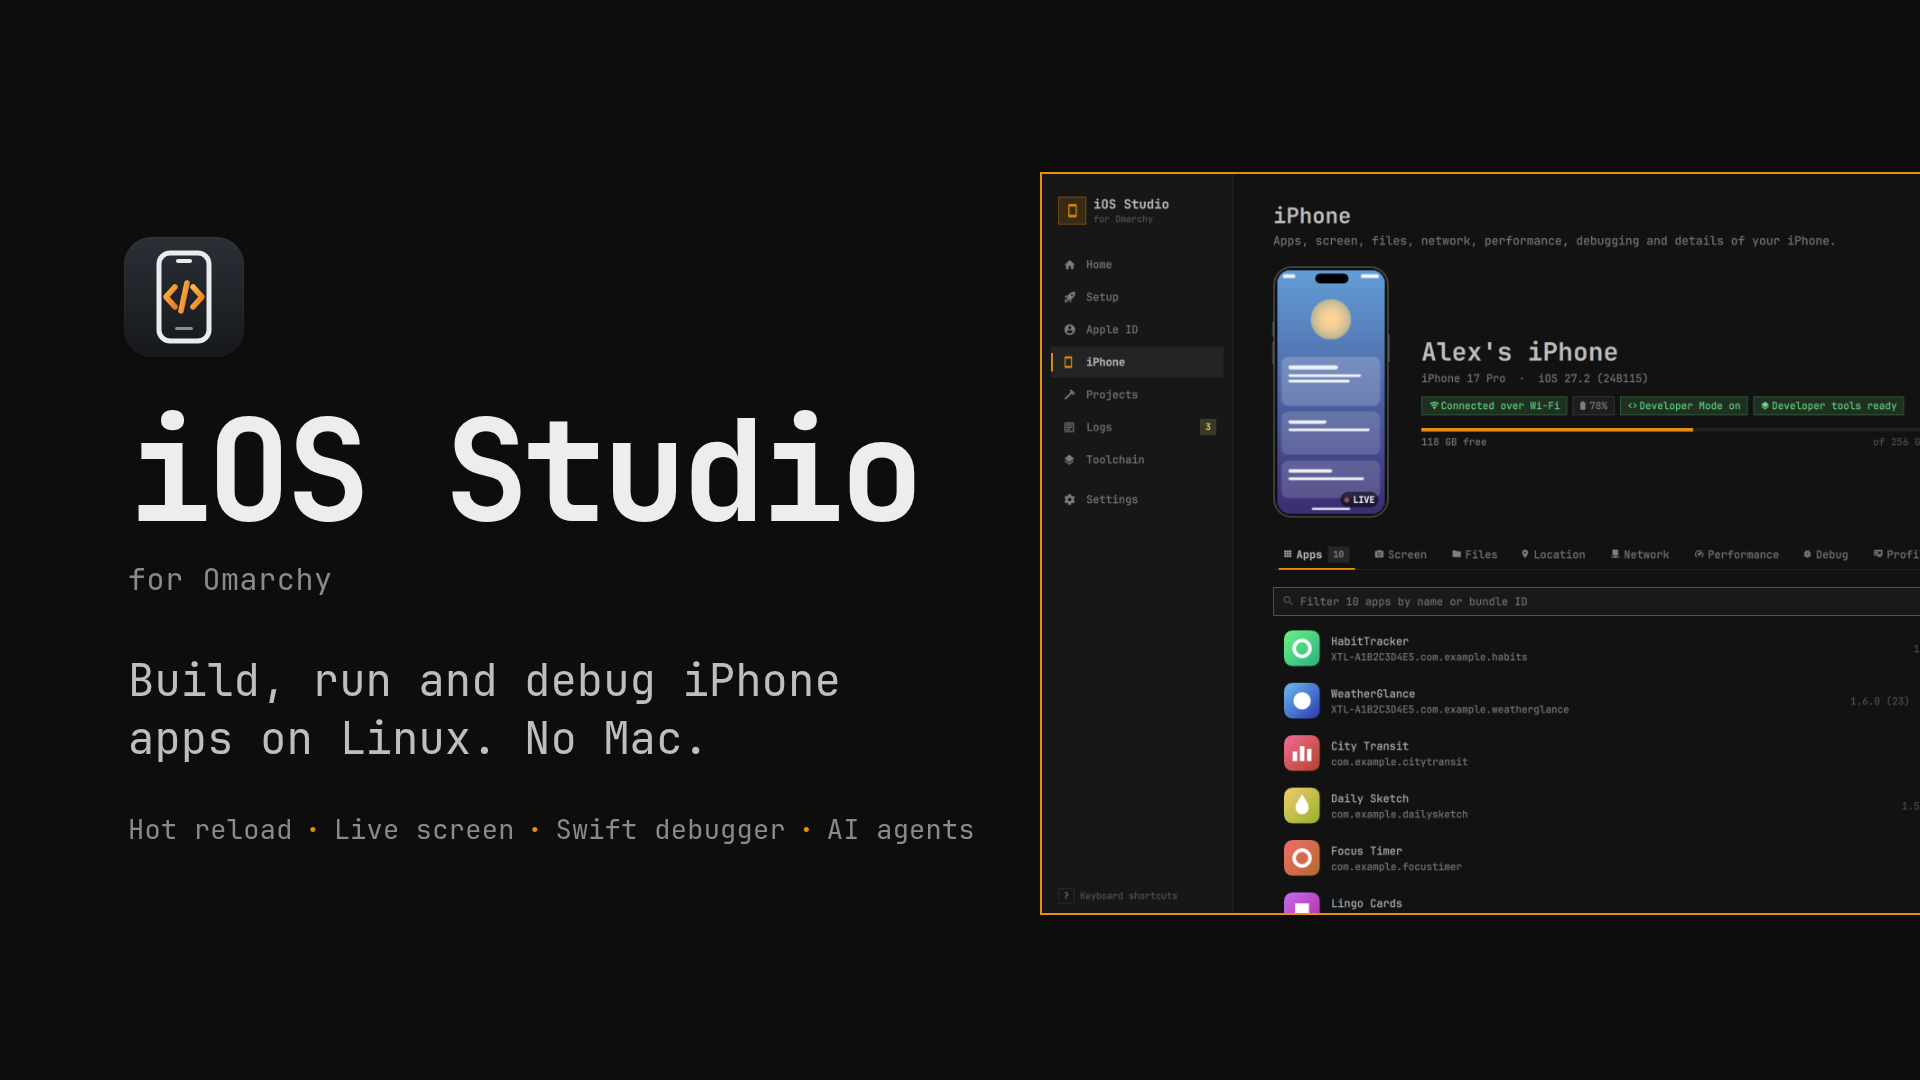 iOS Studio
for Omarchy
Build, run and debug iPhone
apps on Linux. No Mac.
Hot reload • Live screen • Swift debugger • AI agents
iOS Studio
for Omarchy
Home
Setup
Apple ID
iPhone
Projects
Logs 3
Toolchain
Settings
? Keyboard shortcuts
iPhone
Apps, screen, files, network, performance, debugging and details of your iPhone.
LIVE
Alex's iPhone
iPhone 17 Pro · iOS 27.2 (24B115)
Connected over Wi-Fi 78% Developer Mode on Developer tools ready
118 GB free of 256 G
Apps 10 Screen Files Location Network Performance Debug Profi
Filter 10 apps by name or bundle ID
HabitTracker
XTL-A1B2C3D4E5.com.example.habits
1
WeatherGlance
XTL-A1B2C3D4E5.com.example.weatherglance
1.6.0 (23)
City Transit
com.example.citytransit
Daily Sketch
com.example.dailysketch
1.5
Focus Timer
com.example.focustimer
Lingo Cards